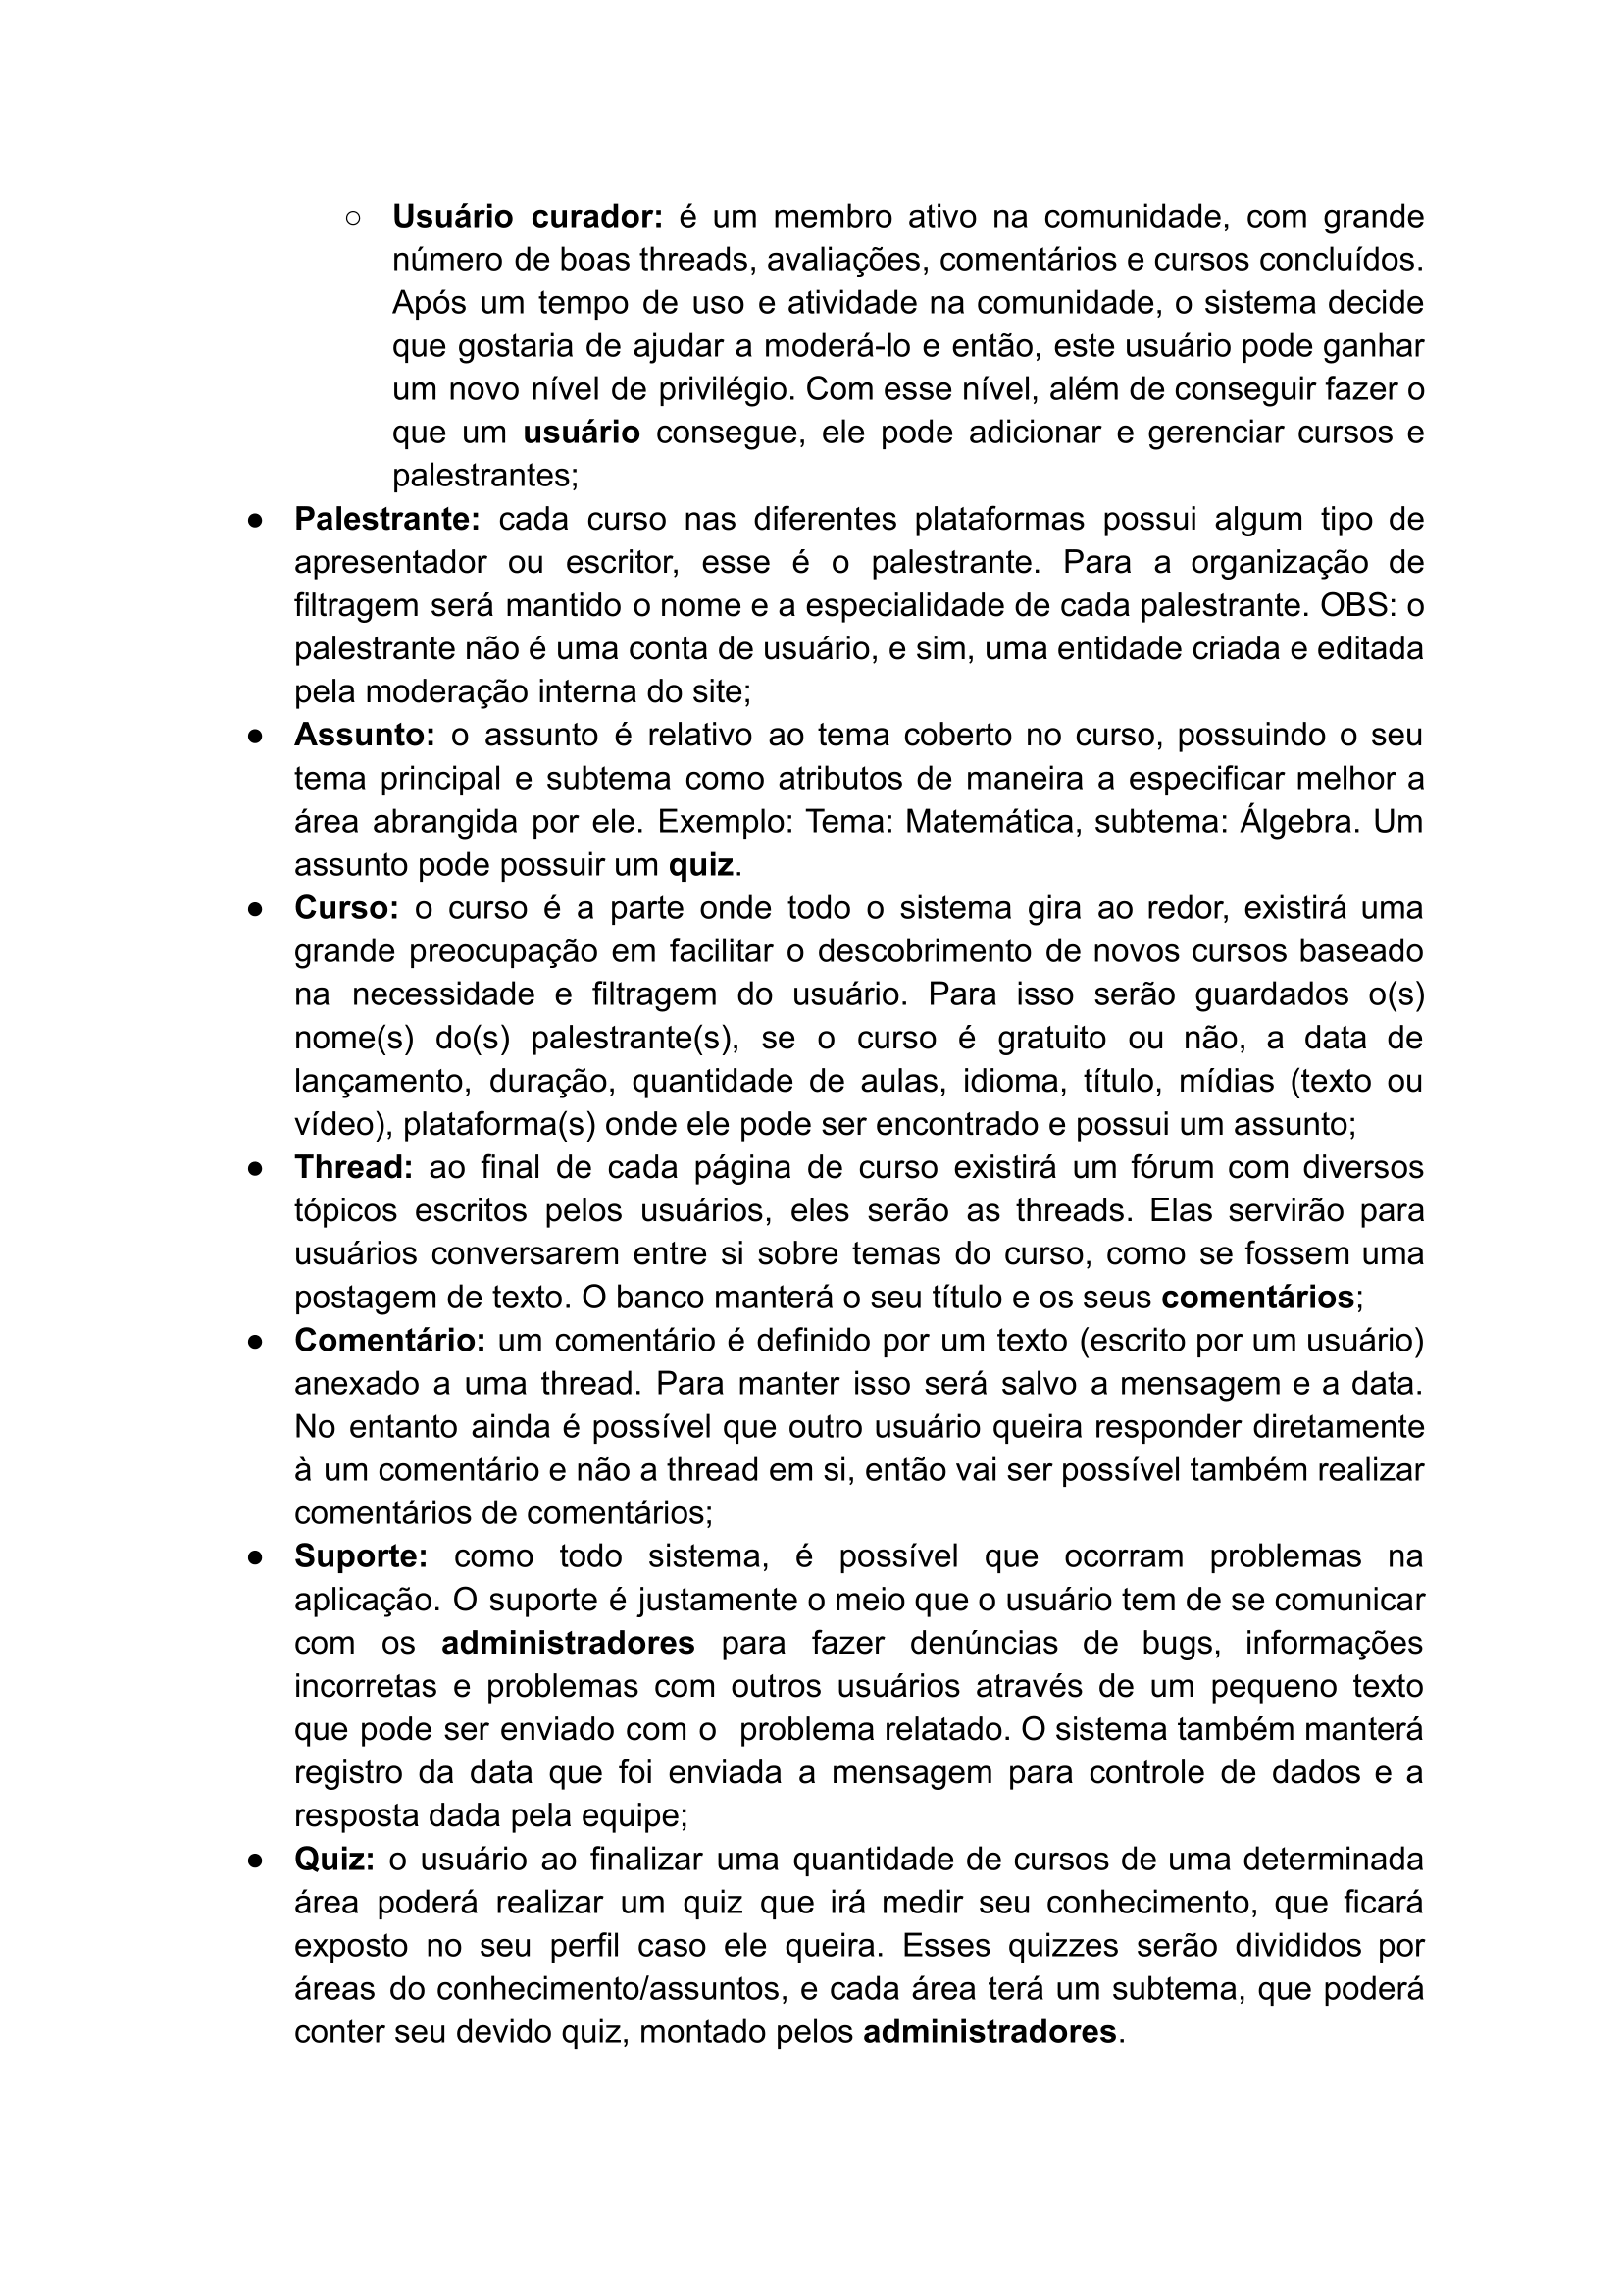 ○ Usuário curador: é um membro ativo na comunidade, com grande
número de boas threads, avaliações, comentários e cursos concluídos.
Após um tempo de uso e atividade na comunidade, o sistema decide
que gostaria de ajudar a moderá-lo e então, este usuário pode ganhar
um novo nível de privilégio. Com esse nível, além de conseguir fazer o
que um usuário consegue, ele pode adicionar e gerenciar cursos e
palestrantes;
● Palestrante: cada curso nas diferentes plataformas possui algum tipo de
apresentador ou escritor, esse é o palestrante. Para a organização de
filtragem será mantido o nome e a especialidade de cada palestrante. OBS: o
palestrante não é uma conta de usuário, e sim, uma entidade criada e editada
pela moderação interna do site;
● Assunto: o assunto é relativo ao tema coberto no curso, possuindo o seu
tema principal e subtema como atributos de maneira a especificar melhor a
área abrangida por ele. Exemplo: Tema: Matemática, subtema: Álgebra. Um
assunto pode possuir um quiz.
● Curso: o curso é a parte onde todo o sistema gira ao redor, existirá uma
grande preocupação em facilitar o descobrimento de novos cursos baseado
na necessidade e filtragem do usuário. Para isso serão guardados o(s)
nome(s) do(s) palestrante(s), se o curso é gratuito ou não, a data de
lançamento, duração, quantidade de aulas, idioma, título, mídias (texto ou
vídeo), plataforma(s) onde ele pode ser encontrado e possui um assunto;
● Thread: ao final de cada página de curso existirá um fórum com diversos
tópicos escritos pelos usuários, eles serão as threads. Elas servirão para
usuários conversarem entre si sobre temas do curso, como se fossem uma
postagem de texto. O banco manterá o seu título e os seus comentários;
● Comentário: um comentário é definido por um texto (escrito por um usuário)
anexado a uma thread. Para manter isso será salvo a mensagem e a data.
No entanto ainda é possível que outro usuário queira responder diretamente
à um comentário e não a thread em si, então vai ser possível também realizar
comentários de comentários;
● Suporte: como todo sistema, é possível que ocorram problemas na
aplicação. O suporte é justamente o meio que o usuário tem de se comunicar
com os administradores para fazer denúncias de bugs, informações
incorretas e problemas com outros usuários através de um pequeno texto
que pode ser enviado com o  problema relatado. O sistema também manterá
registro da data que foi enviada a mensagem para controle de dados e a
resposta dada pela equipe;
● Quiz: o usuário ao finalizar uma quantidade de cursos de uma determinada
área poderá realizar um quiz que irá medir seu conhecimento, que ficará
exposto no seu perfil caso ele queira. Esses quizzes serão divididos por
áreas do conhecimento/assuntos, e cada área terá um subtema, que poderá
conter seu devido quiz, montado pelos administradores.